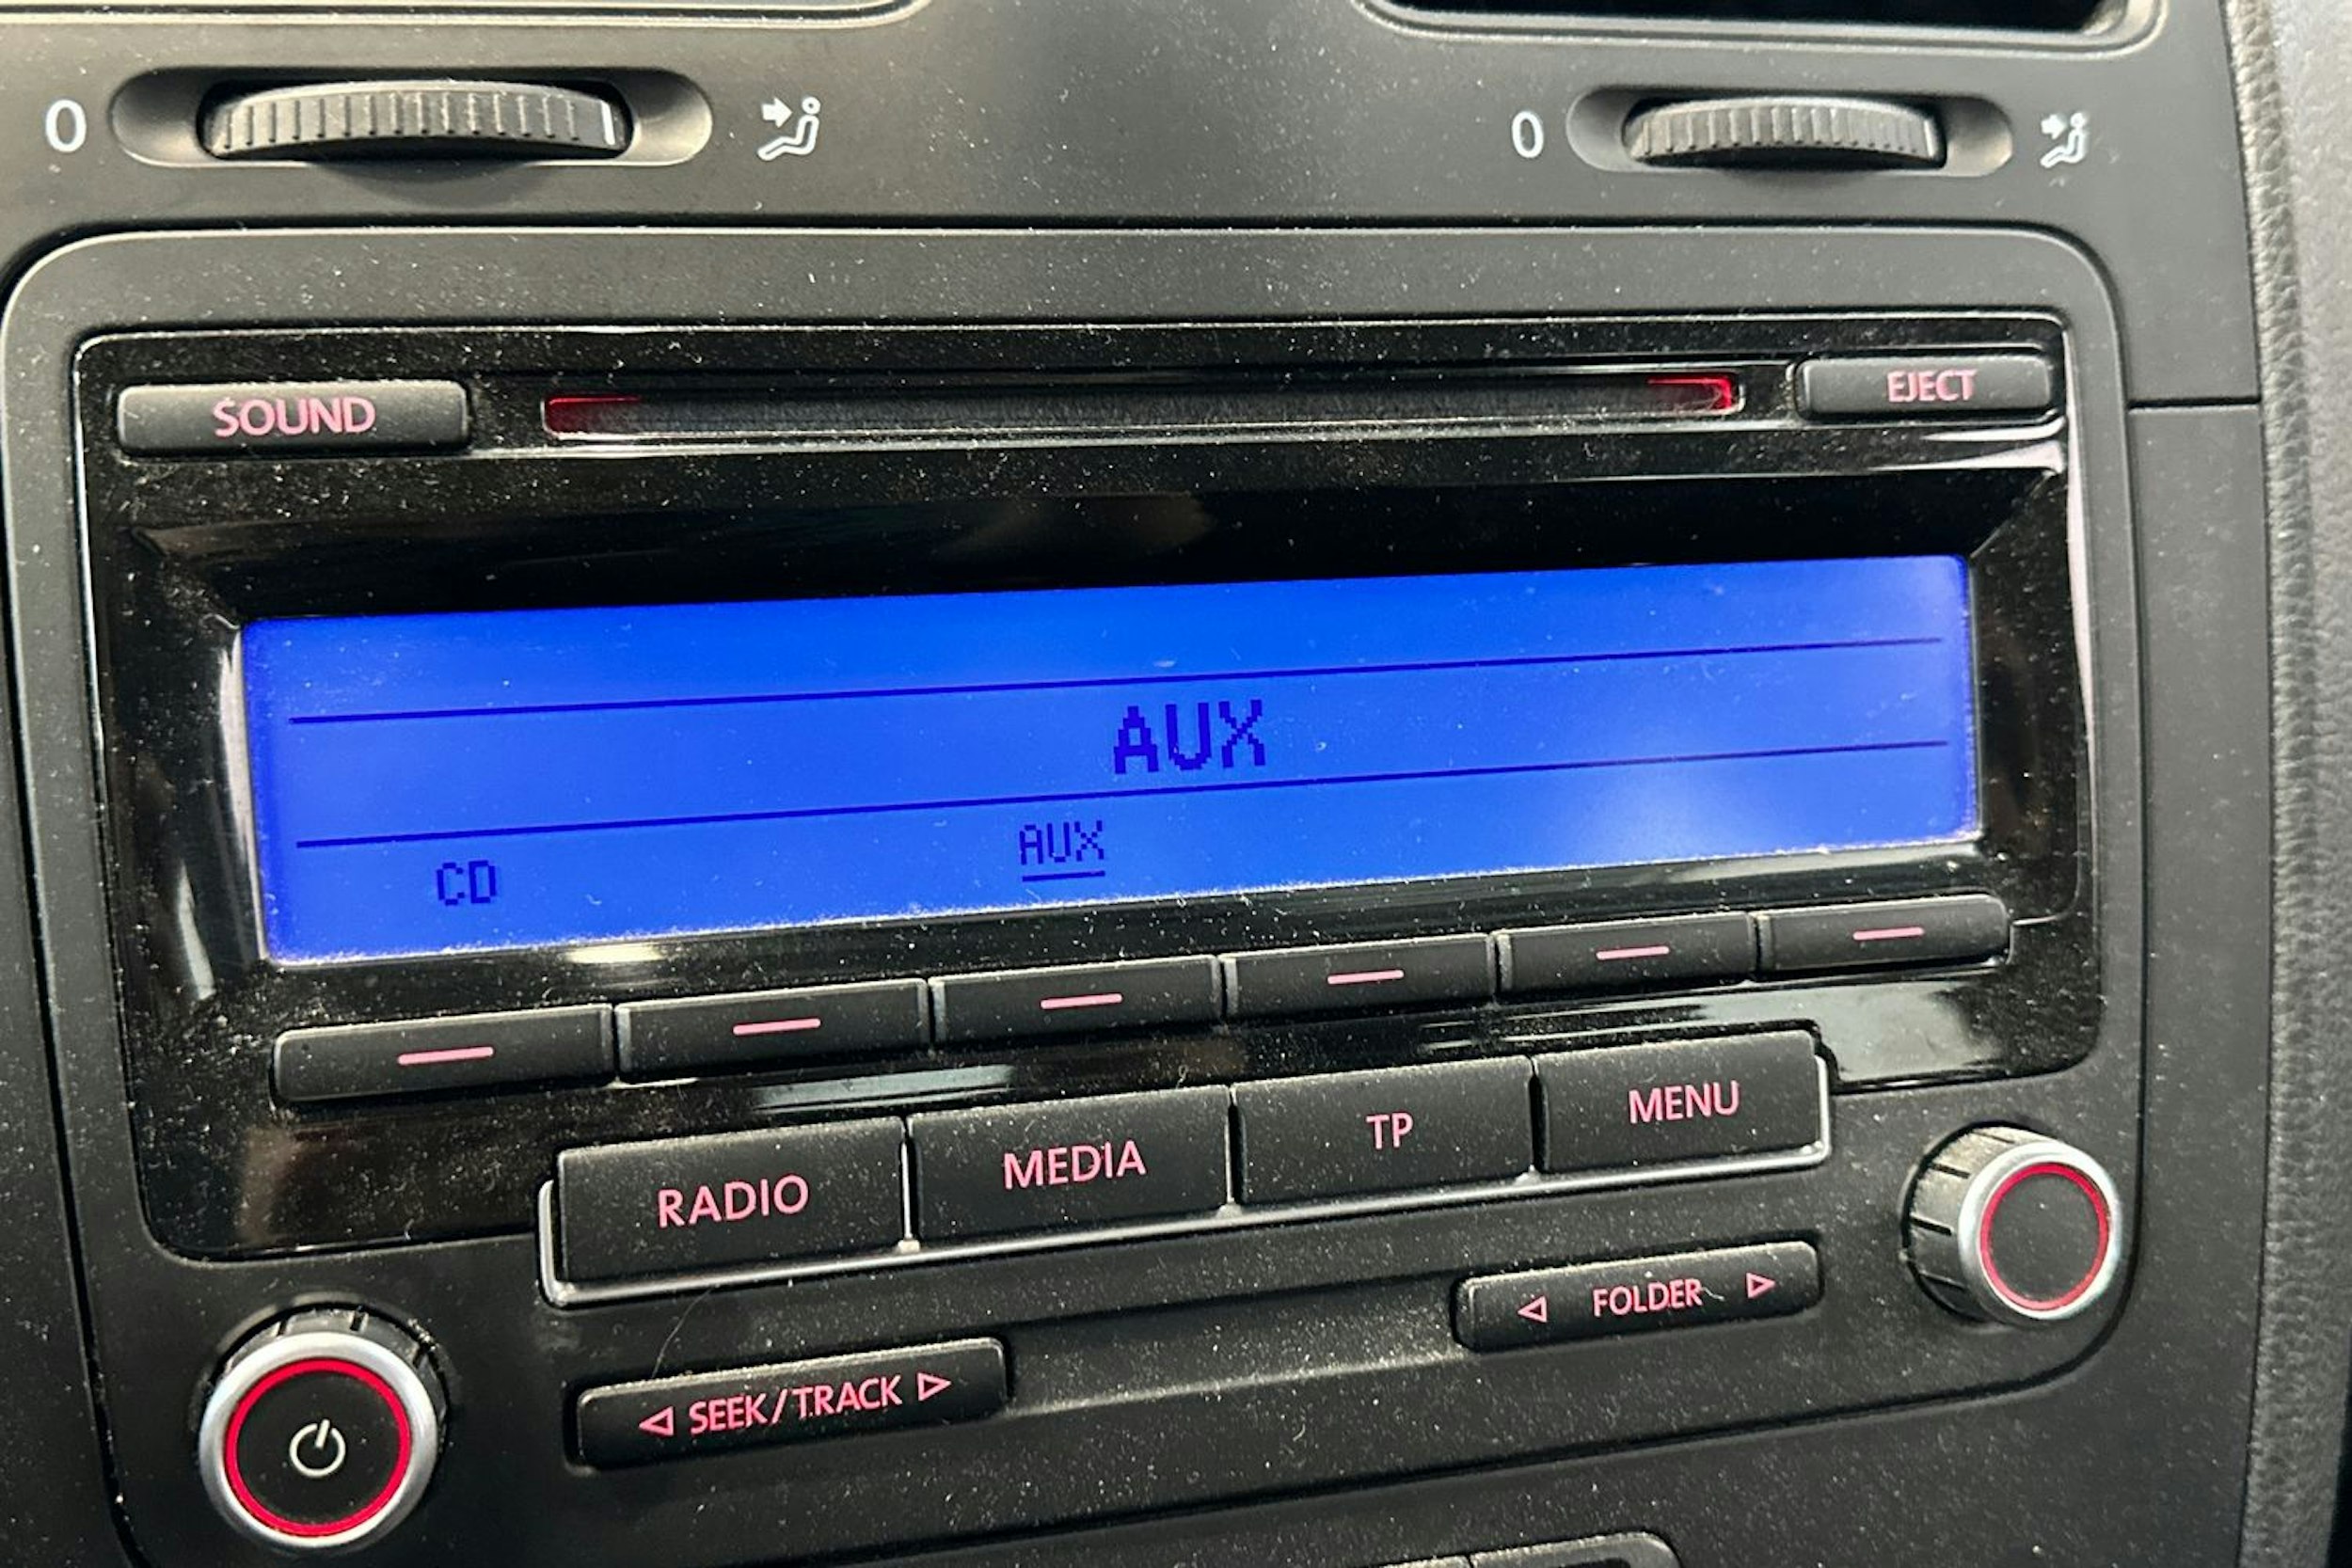 0
0
SOUND
EJECT
AUX
CD AUX
RADIO MEDIA TP MENU
FOLDER
SEEK/TRACK